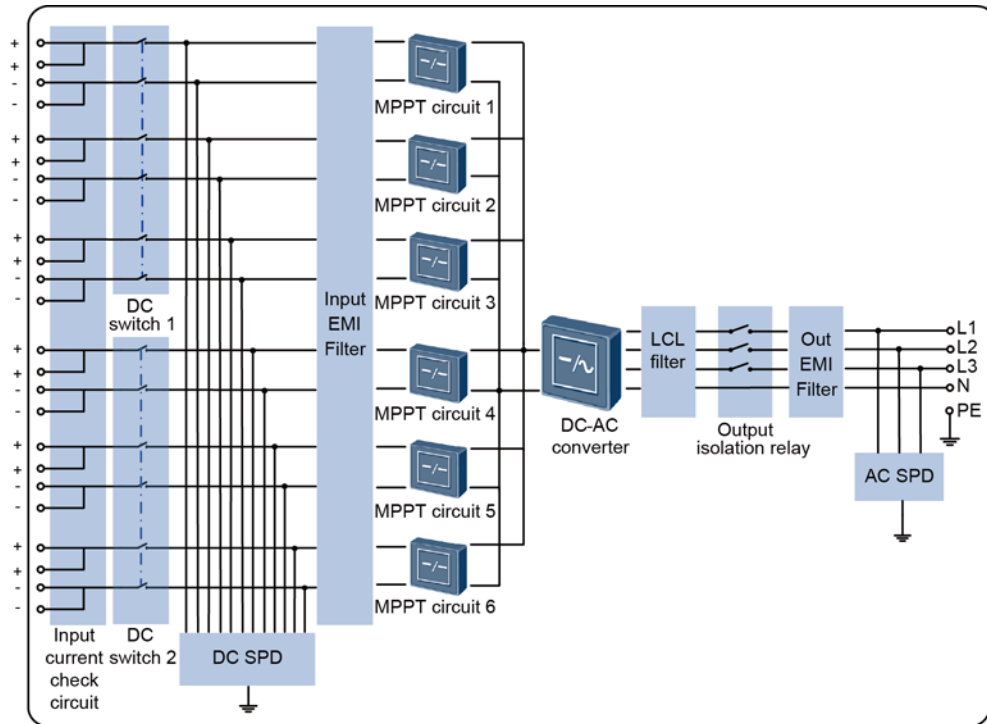 +
+
-
-
+
+
-
-
+
+
-
-
+
+
-
-
+
+
-
-
+
+
-
-
Input
current
check
circuit
DC
switch 1
DC
switch 2
DC SPD
Input
EMI
Filter
MPPT circuit 1
MPPT circuit 2
MPPT circuit 3
MPPT circuit 4
MPPT circuit 5
MPPT circuit 6
DC-AC
converter
LCL
filter
Output
isolation relay
Out
EMI
Filter
L1
L2
L3
N
PE
AC SPD